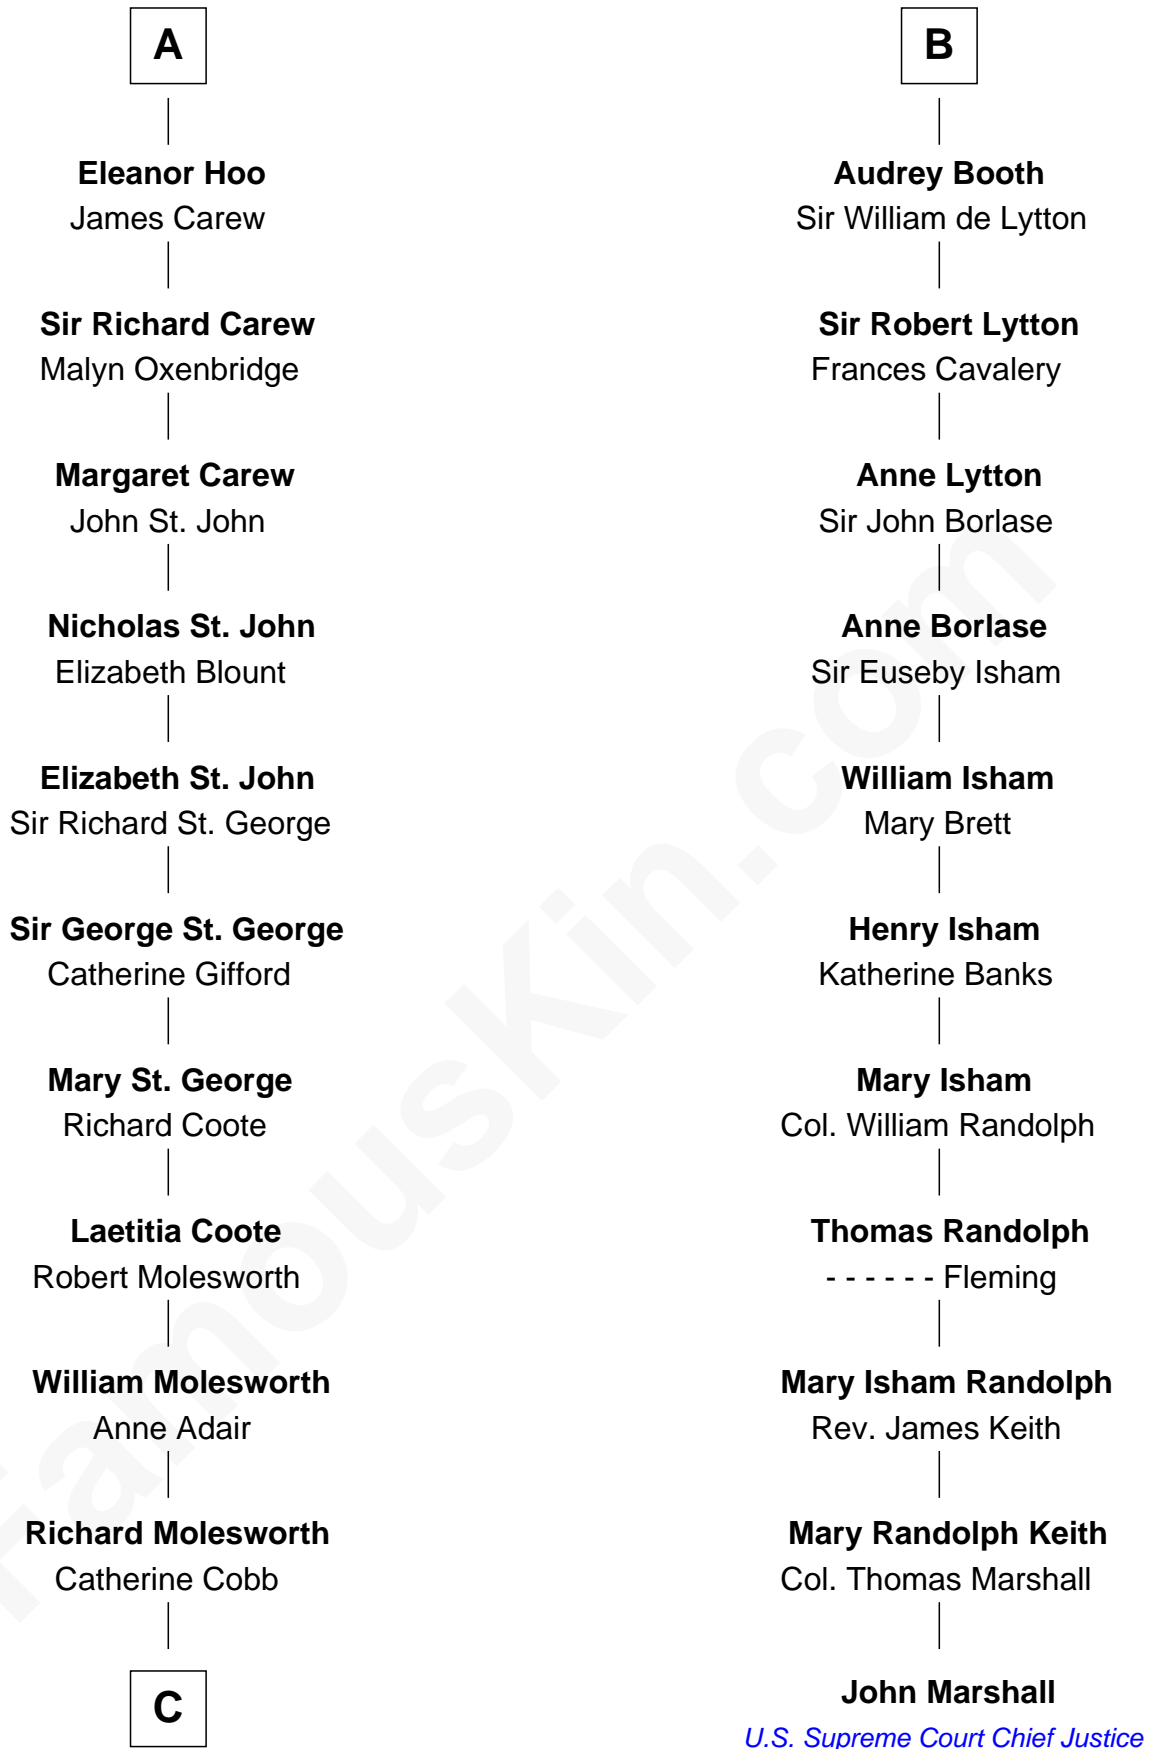 A
Eleanor Hoo
James Carew
Sir Richard Carew
Malyn Oxenbridge
Margaret Carew
John St. John
Nicholas St. John
Elizabeth Blount
Elizabeth St. John
Sir Richard St. George
Sir George St. George
Catherine Gifford
Mary St. George
Richard Coote
Laetitia Coote
Robert Molesworth
William Molesworth
Anne Adair
Richard Molesworth
Catherine Cobb
C
B
Audrey Booth
Sir William de Lytton
Sir Robert Lytton
Frances Cavalery
Anne Lytton
Sir John Borlase
Anne Borlase
Sir Euseby Isham
William Isham
Mary Brett
Henry Isham
Katherine Banks
Mary Isham
Col. William Randolph
Thomas Randolph
- - - - - - Fleming
Mary Isham Randolph
Rev. James Keith
Mary Randolph Keith
Col. Thomas Marshall
John Marshall
U.S. Supreme Court Chief Justice
FamousKin.com